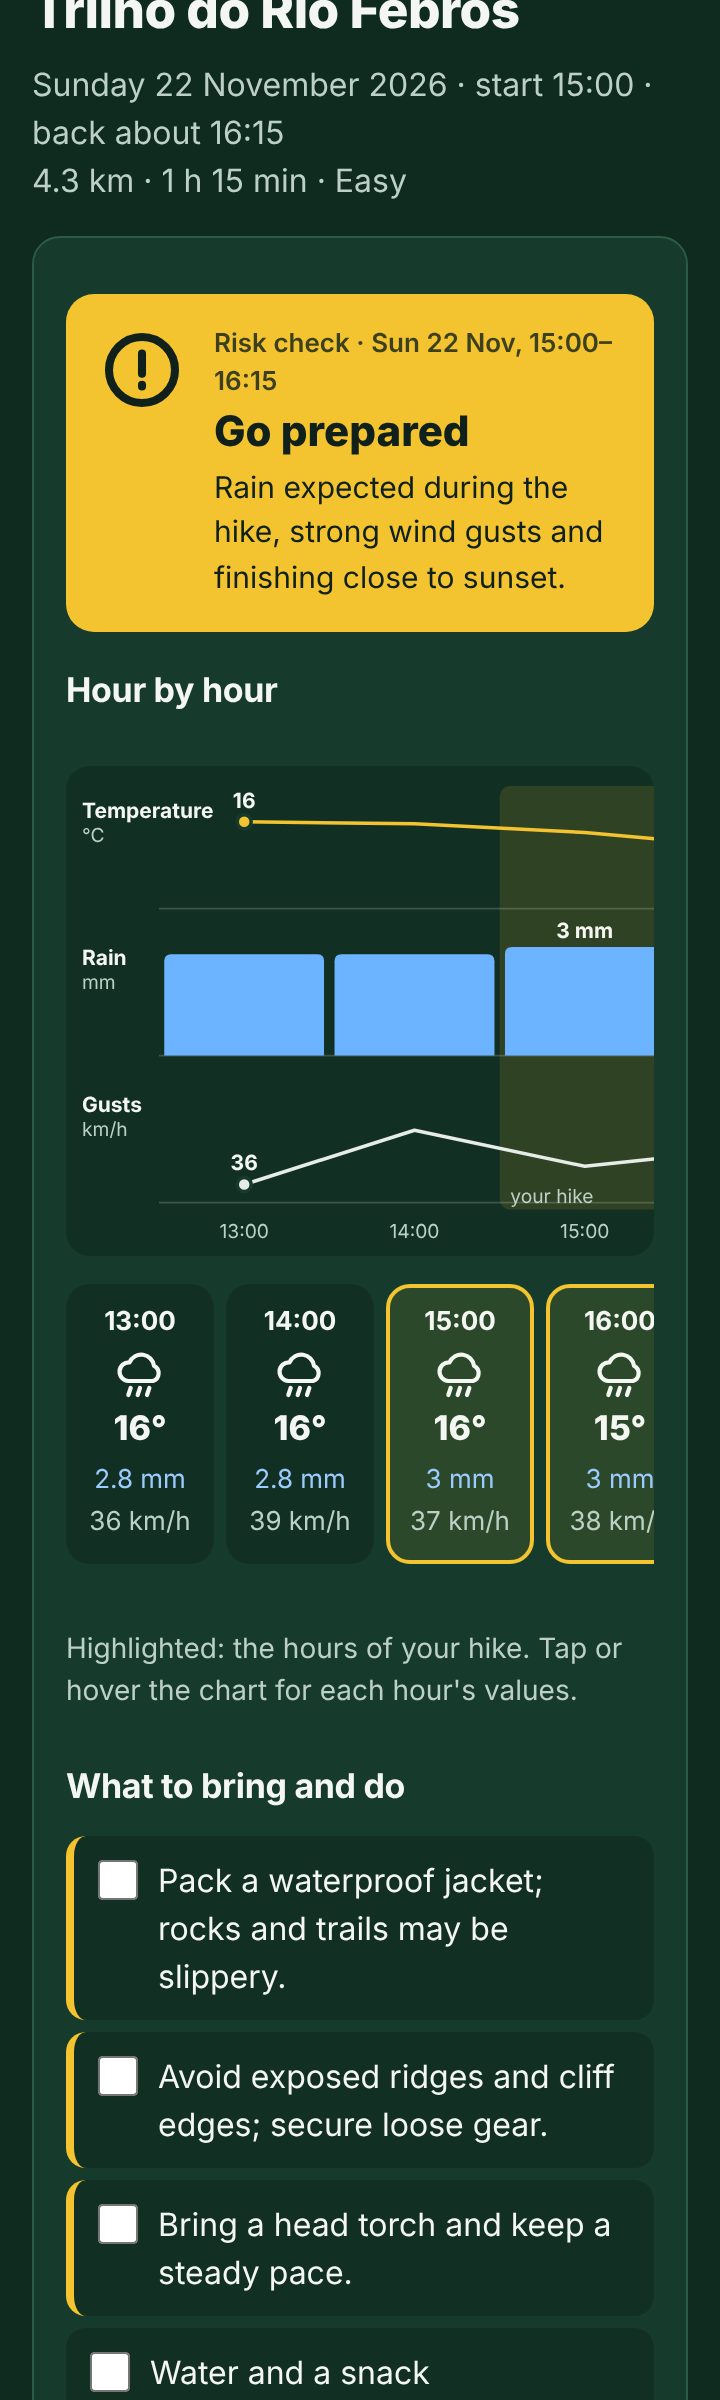 Trilho do Rio Febros
Sunday 22 November 2026 · start 15:00 ·
back about 16:15
4.3 km · 1 h 15 min · Easy
Risk check · Sun 22 Nov, 15:00–
16:15
Go prepared
Rain expected during the
hike, strong wind gusts and
finishing close to sunset.
Hour by hour
Temperature 16
°C
3 mm
Rain
mm
Gusts
km/h
36
your hike
13:00 14:00 15:00
13:00 14:00 15:00 16:00
16° 16° 16° 15°
2.8 mm 2.8 mm 3 mm 3 mm
36 km/h 39 km/h 37 km/h 38 km/
Highlighted: the hours of your hike. Tap or
hover the chart for each hour's values.
What to bring and do
Pack a waterproof jacket;
rocks and trails may be
slippery.
Avoid exposed ridges and cliff
edges; secure loose gear.
Bring a head torch and keep a
steady pace.
Water and a snack